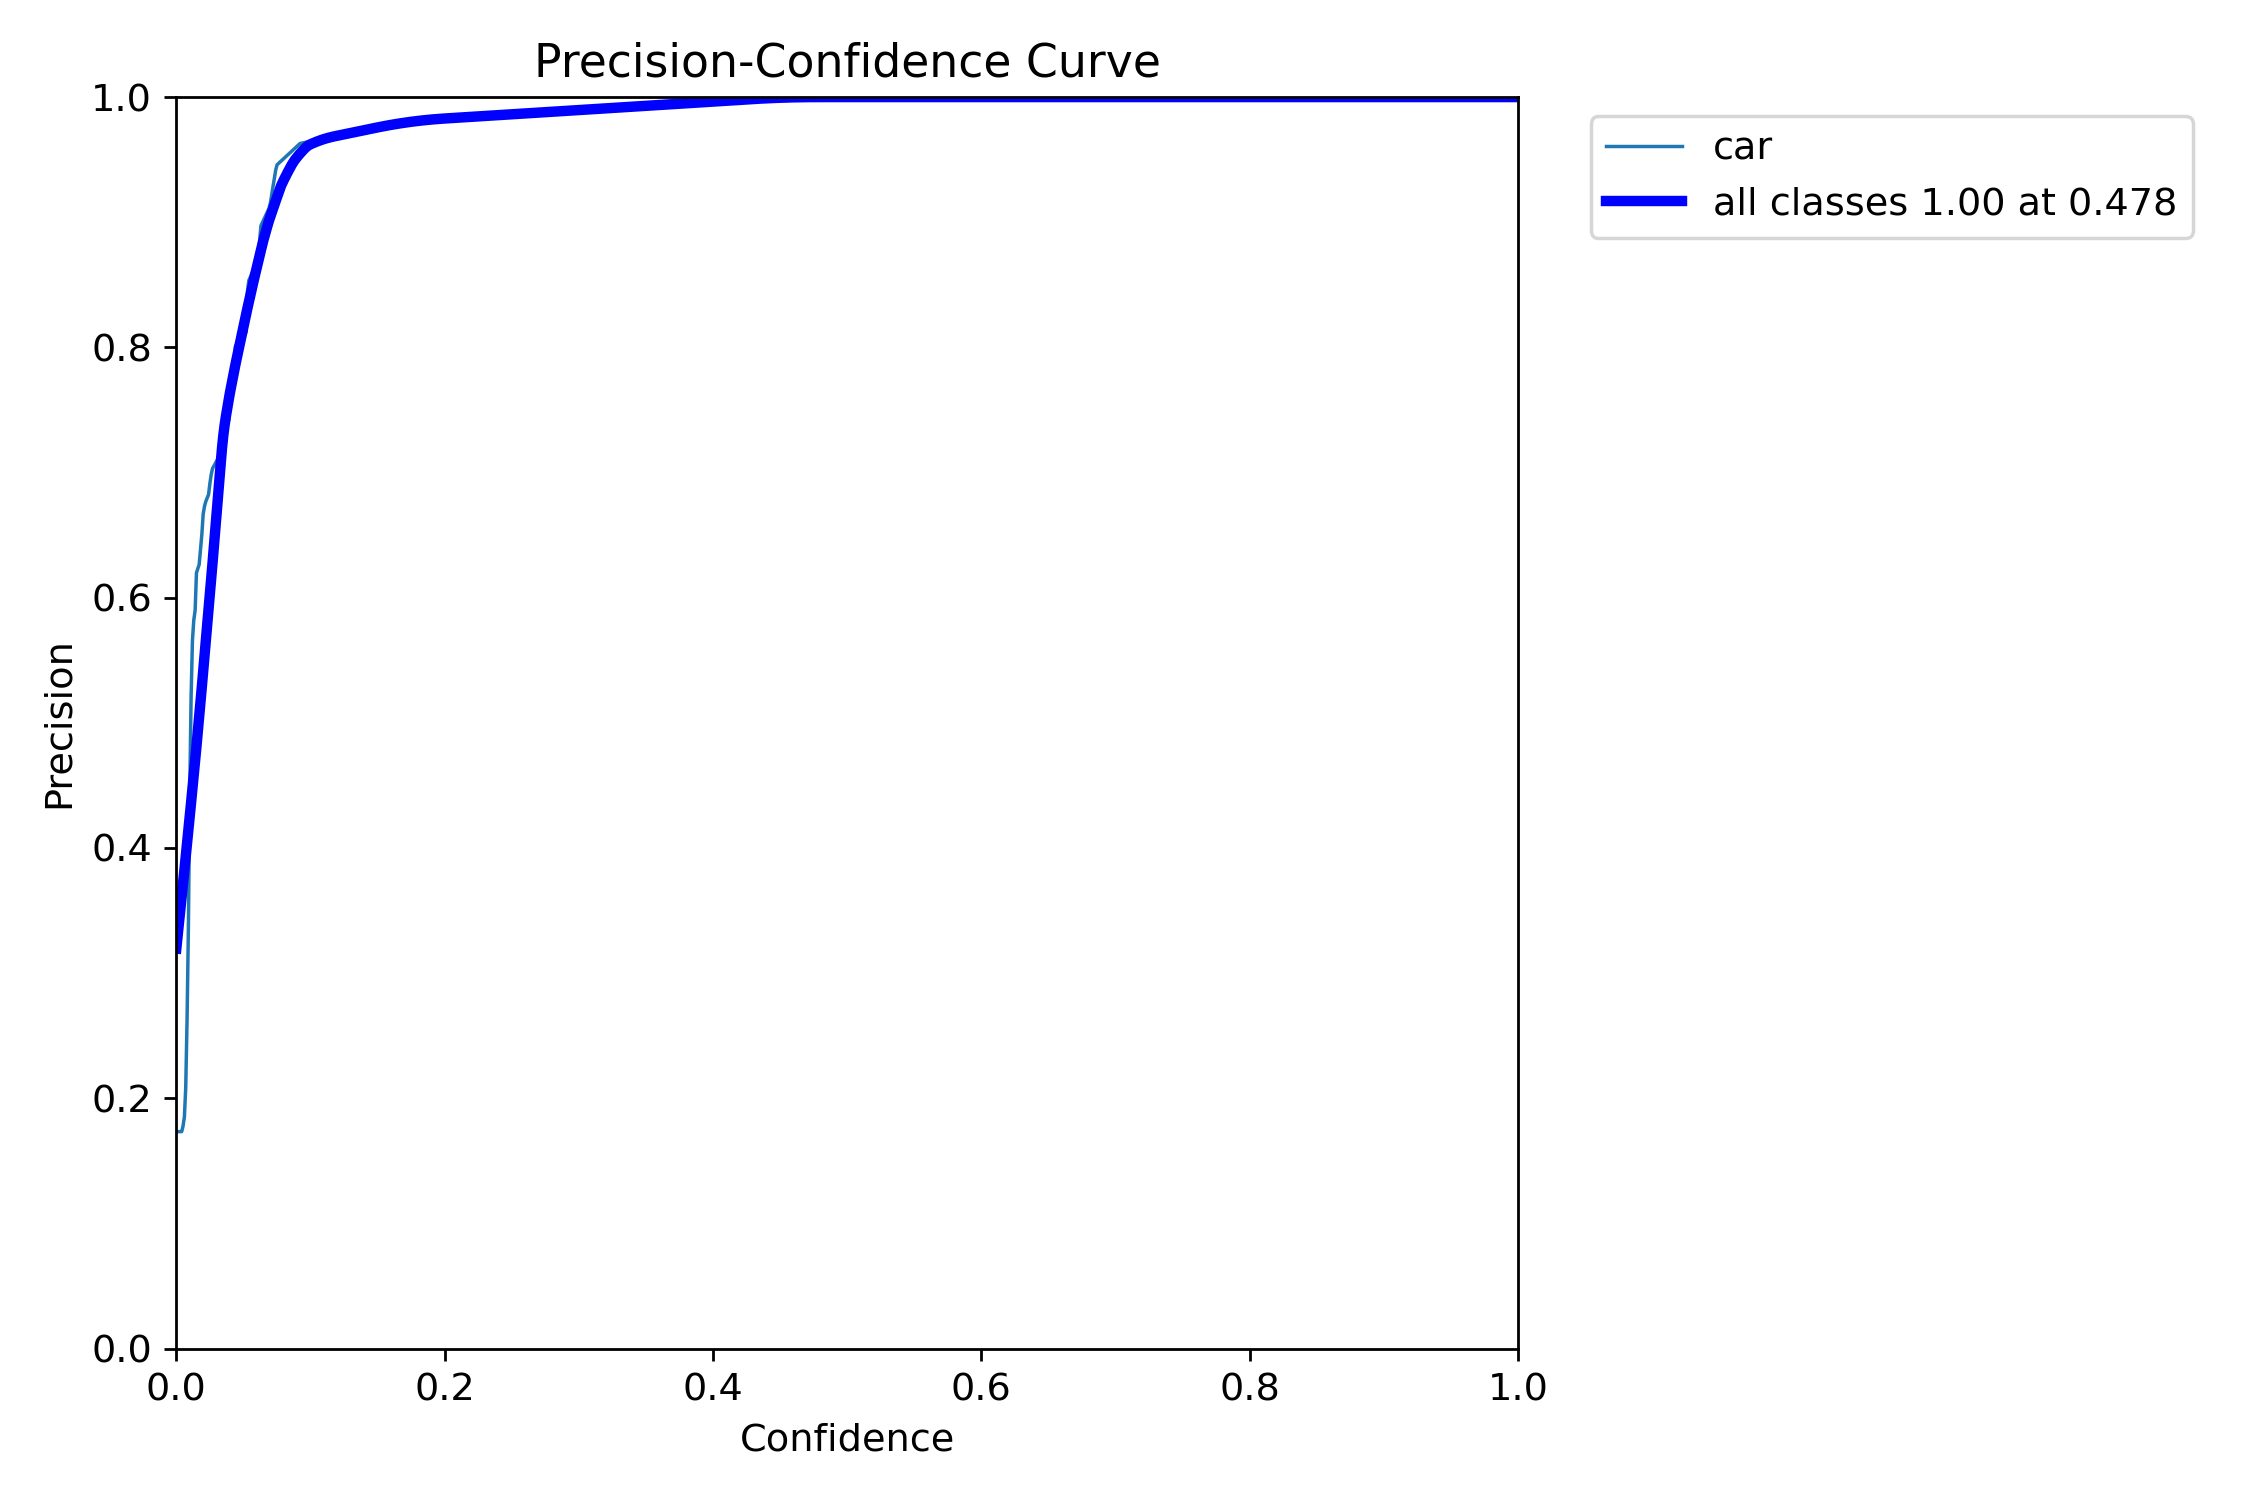 Precision-Confidence Curve
1.0
0.8
0.6
0.4
0.2
0.0
Precision
0.0 0.2 0.4 0.6 0.8 1.0
Confidence
car
all classes 1.00 at 0.478